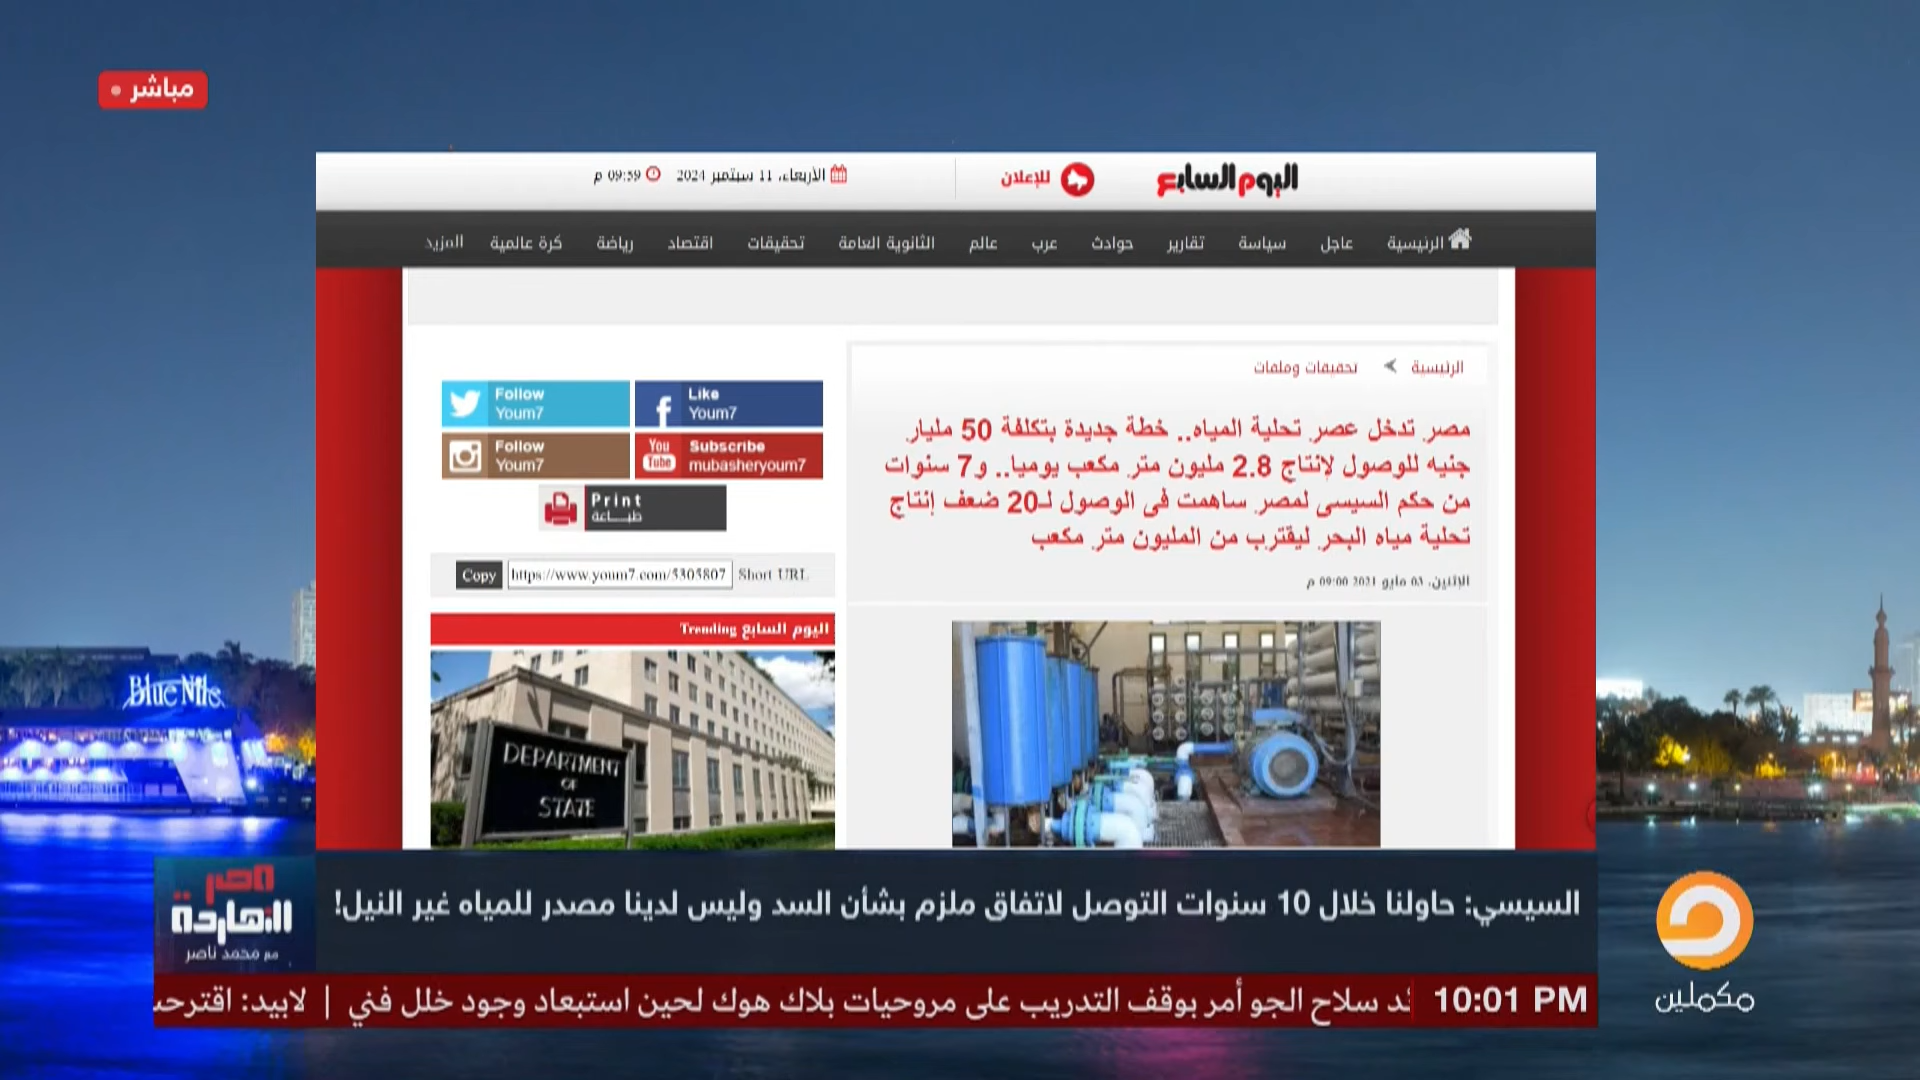 مباشر
اليوم السابع
للإعلان
الأربعاء، 11 سبتمبر 2024 09:59 م
الرئيسية عاجل سياسة تقارير حوادث عرب عالم الثانوية العامة تحقيقات اقتصاد رياضة كرة عالمية المزيد
الرئيسية تحقيقات وملفات
مصر تدخل عصر تحلية المياه.. خطة جديدة بتكلفة 50 مليار
جنيه للوصول لإنتاج 2.8 مليون متر مكعب يوميا.. و7 سنوات
من حكم السيسى لمصر ساهمت فى الوصول لـ20 ضعف إنتاج
تحلية مياه البحر ليقترب من المليون متر مكعب
الإثنين، 03 مايو 2021 09:00 م
Follow
Youm7
Like
Youm7
Follow
Youm7
You
Tube
Subscribe
mubasheryoum7
Print
طباعة
Copy https://www.youm7.com/5305807 Short URL
اليوم السابع Trending
DEPARTMENT
OF
STATE
Blue Nile
مصر
النهاردة
مع محمد ناصر
السيسي: حاولنا خلال 10 سنوات التوصل لاتفاق ملزم بشأن السد وليس لدينا مصدر للمياه غير النيل!
10:01 PM
سلاح الجو أمر بوقف التدريب على مروحيات بلاك هوك لحين استبعاد وجود خلل فني | لابيد:
مكملين